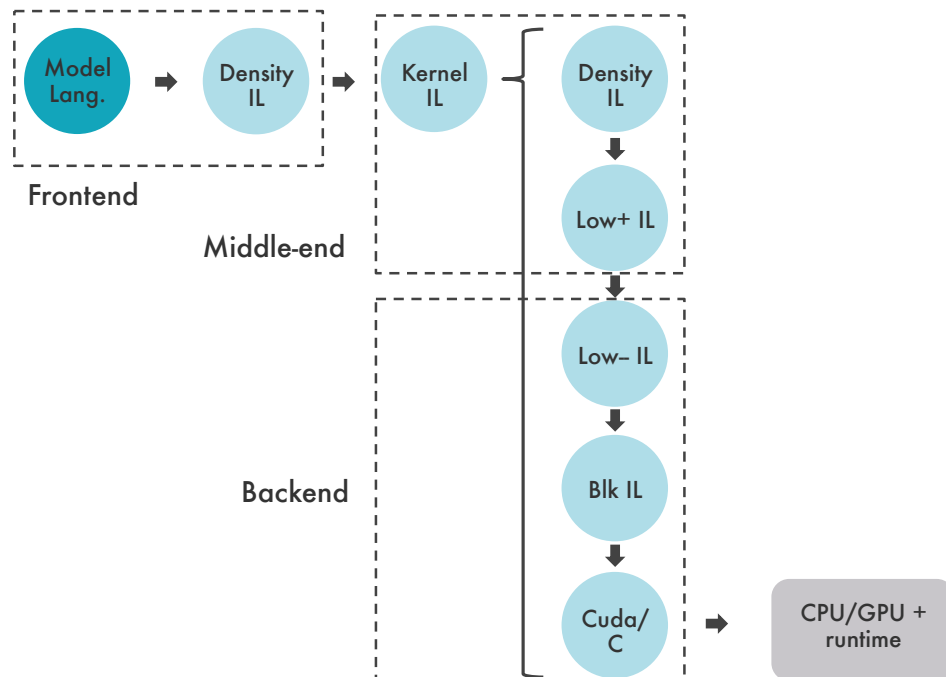 Model
Lang.
Density
IL
Kernel
IL
Density
IL
Frontend
Low+ IL
Middle-end
Low– IL
Backend
Blk IL
Cuda/
C
CPU/GPU +
runtime